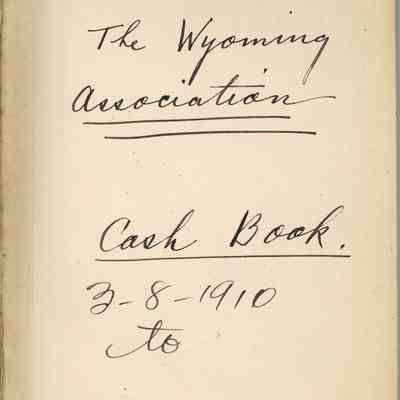 The Wyoming
Association
Cash Book.
3-8-1910
to